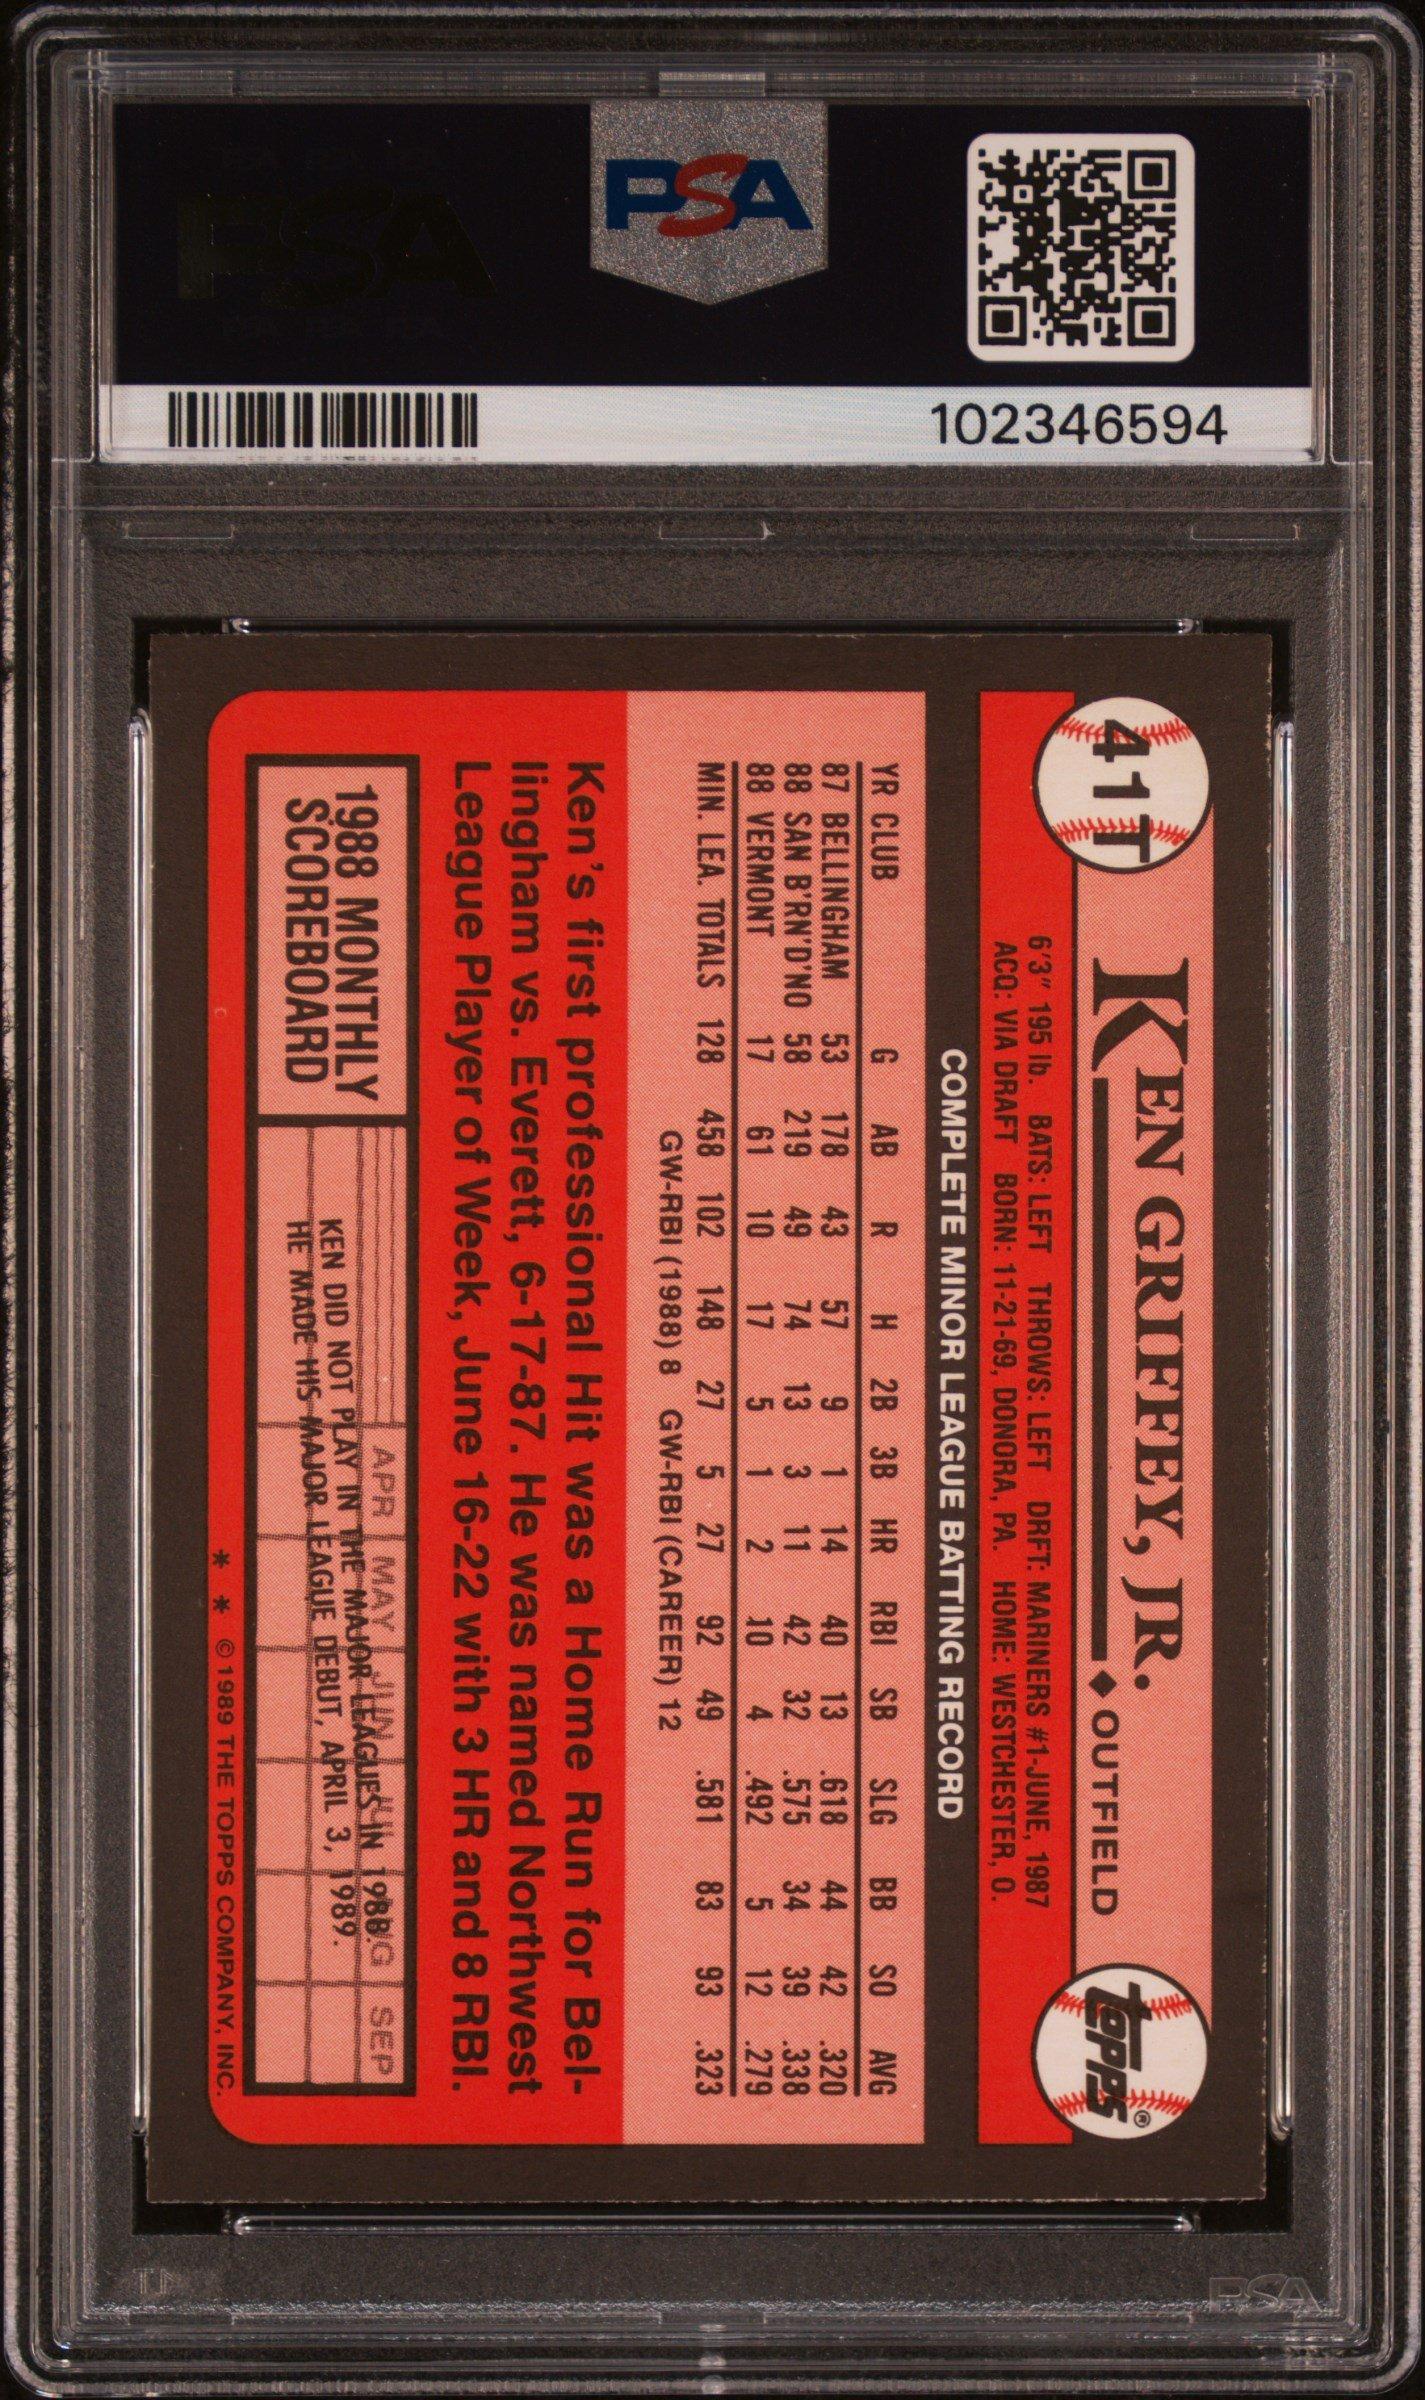 PSA
102346594
41T
KEN GRIFFEY, JR. ◆ OUTFIELD
topps®
6'3" 195 lb. BATS: LEFT THROWS: LEFT DRFT: MARINERS #1-JUNE, 1987
ACQ: VIA DRAFT BORN: 11-21-69, DONORA, PA. HOME: WESTCHESTER, O.
COMPLETE MINOR LEAGUE BATTING RECORD
YR CLUB G AB R H 2B 3B HR RBI SB SLG BB SO AVG
87 BELLINGHAM 53 178 43 57 9 1 14 40 13 .618 44 42 .320
88 SAN B'RN'D'NO 58 219 49 74 13 3 11 42 32 .575 34 39 .338
88 VERMONT 17 61 10 17 5 1 2 10 4 .492 5 12 .279
MIN. LEA. TOTALS 128 458 102 148 27 5 27 92 49 .581 83 93 .323
GW-RBI (1988) 8 GW-RBI (CAREER) 12
Ken's first professional Hit was a Home Run for Bel-
lingham vs. Everett, 6-17-87. He was named Northwest
League Player of Week, June 16-22 with 3 HR and 8 RBI.
1988 MONTHLY
SCOREBOARD
APR MAY JUN JUL AUG SEP
KEN DID NOT PLAY IN THE MAJOR LEAGUES IN 1988.
HE MADE HIS MAJOR LEAGUE DEBUT, APRIL 3, 1989.
* * © 1989 THE TOPPS COMPANY, INC.
PSA